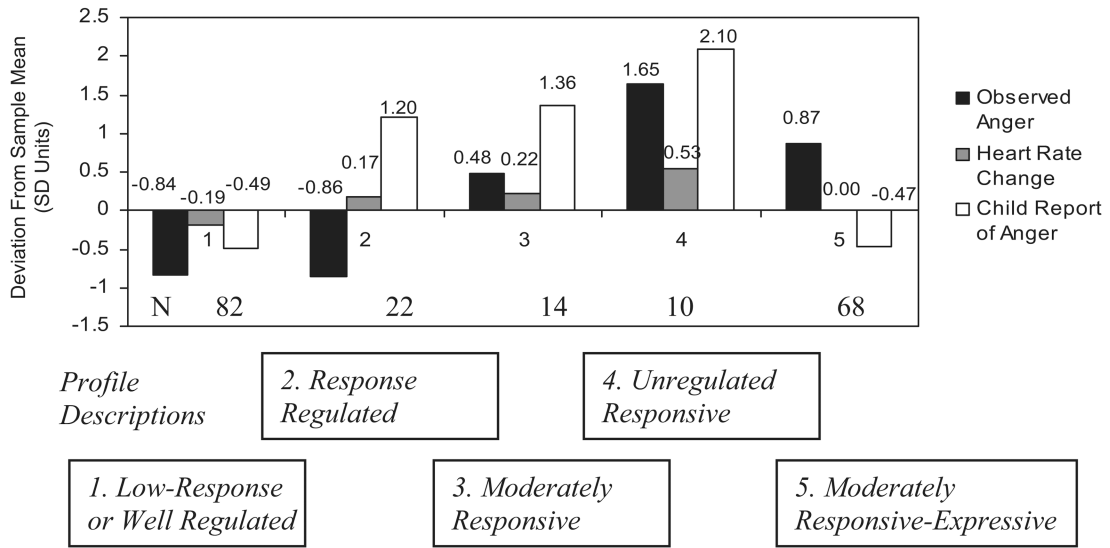 2.5
2
1.5
1
0.5
0
-0.5
-1
-1.5
Deviation From Sample Mean
(SD Units)
-0.84
-0.19
-0.49
-0.86
0.17
1.20
0.48
0.22
1.36
1.65
0.53
2.10
0.87
0.00
-0.47
1
2
3
4
5
N 82 22 14 10 68
Observed
Anger
Heart Rate
Change
Child Report
of Anger
Profile
Descriptions
2. Response
Regulated
4. Unregulated
Responsive
1. Low-Response
or Well Regulated
3. Moderately
Responsive
5. Moderately
Responsive-Expressive